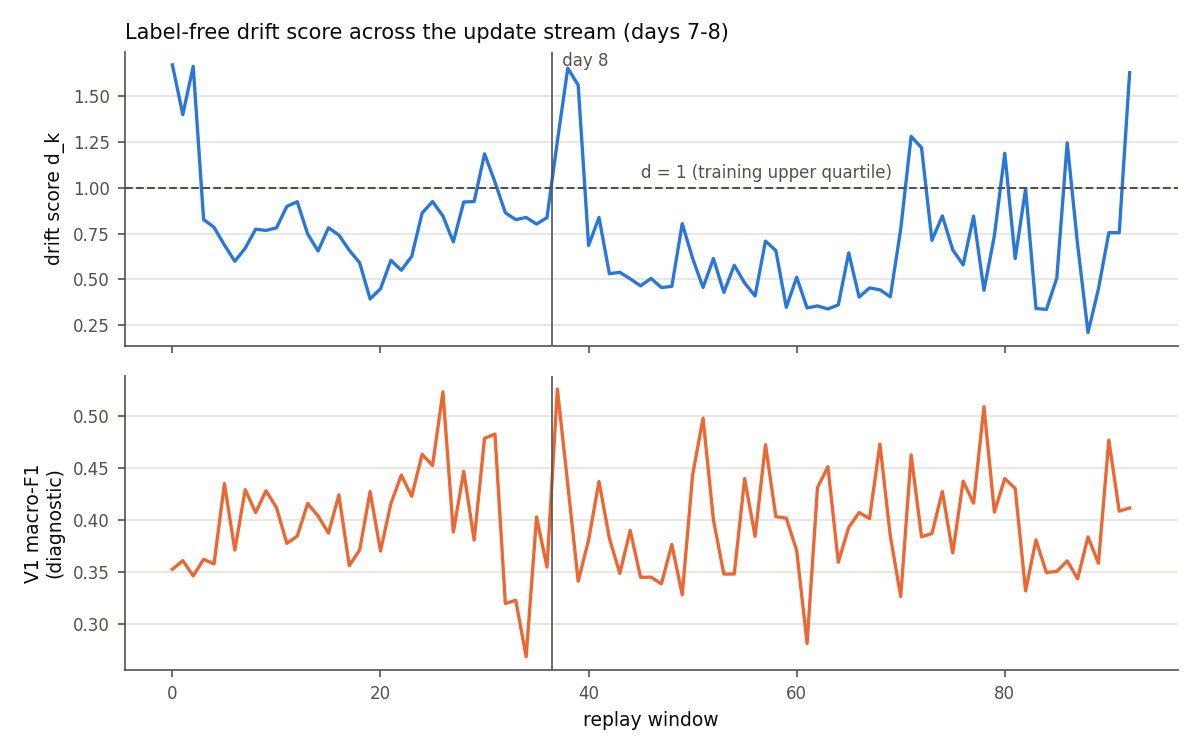 Label-free drift score across the update stream (days 7-8)
day 8
1.50
1.25
1.00
0.75
0.50
0.25
drift score d_k
d = 1 (training upper quartile)
0.50
0.45
0.40
0.35
0.30
V1 macro-F1
(diagnostic)
0 20 40 60 80
replay window